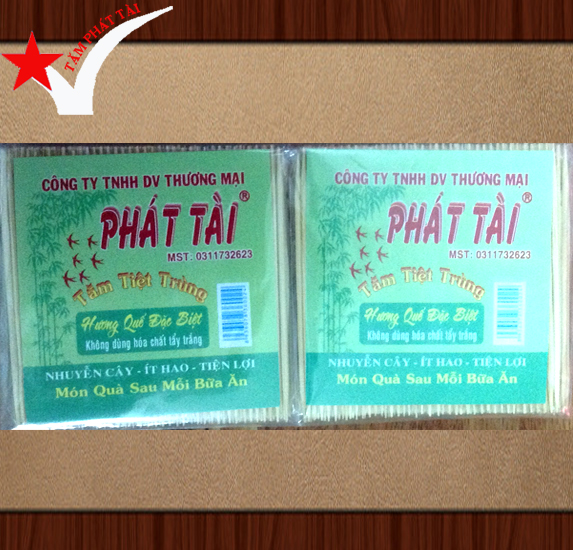 TĂM PHÁT TÀI
CÔNG TY TNHH DV THƯƠNG MẠI
PHÁT TÀI ®
MST: 0311732623
Tăm Tiệt Trùng
Hương Quế Đặc Biệt
Không dùng hóa chất tẩy trắng
NHUYỄN CÂY - ÍT HAO - TIỆN LỢI
Món Quà Sau Mỗi Bữa Ăn
CÔNG TY TNHH DV THƯƠNG MẠI
PHÁT TÀI ®
MST: 0311732623
Tăm Tiệt Trùng
Hương Quế Đặc Biệt
Không dùng hóa chất tẩy trắng
NHUYỄN CÂY - ÍT HAO - TIỆN LỢI
Món Quà Sau Mỗi Bữa Ăn